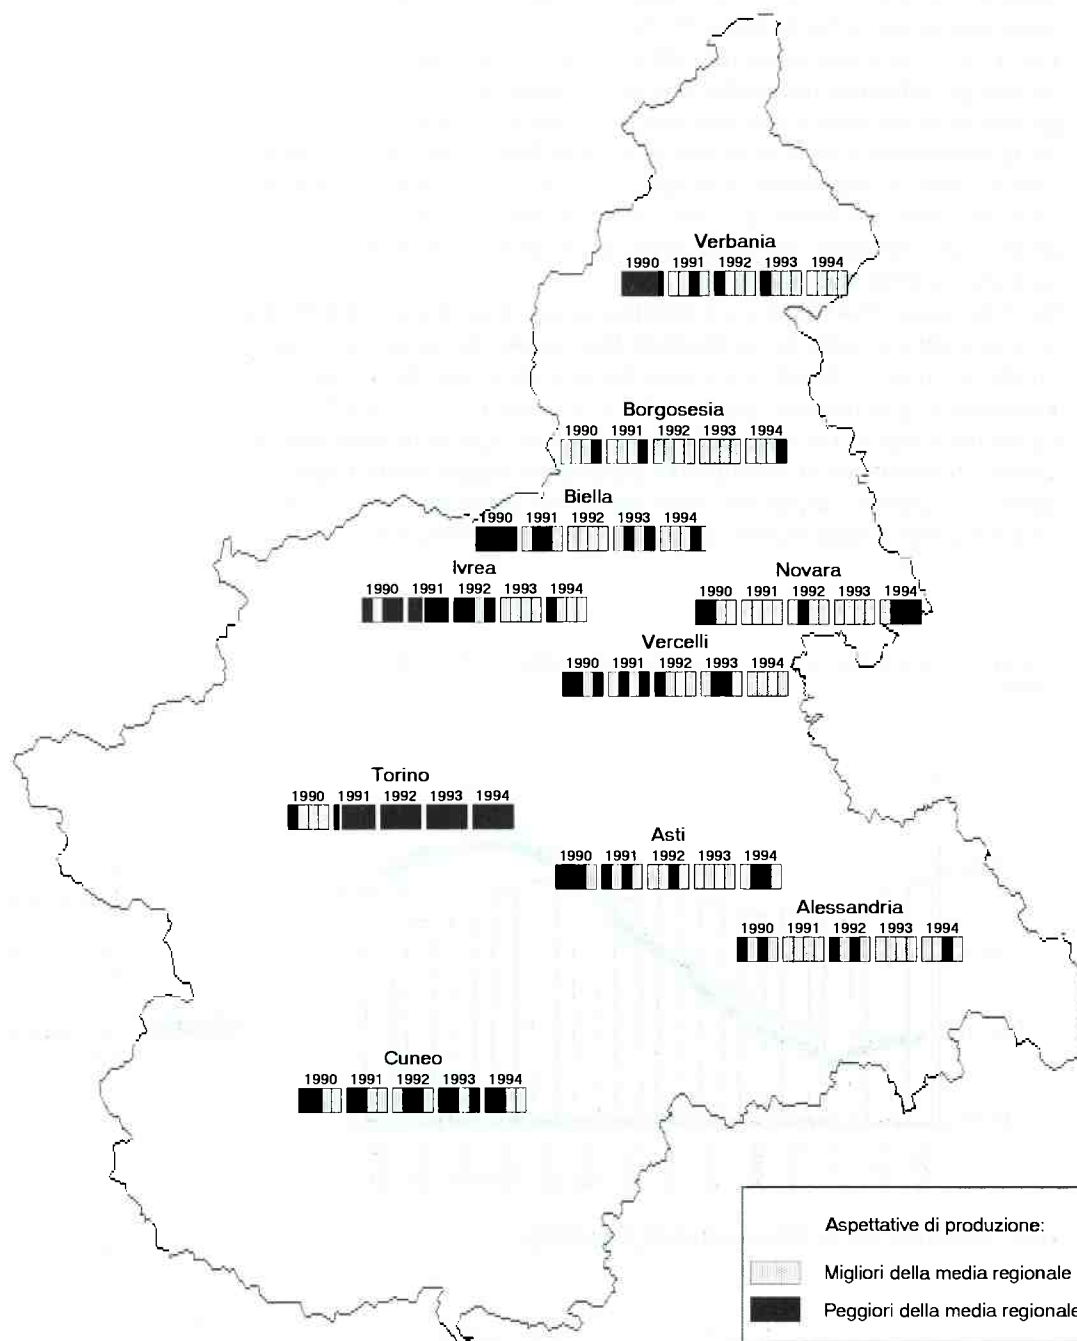 Verbania
1990 1991 1992 1993 1994
Borgosesia
1990 1991 1992 1993 1994
Biella
1990 1991 1992 1993 1994
Ivrea
1990 1991 1992 1993 1994
Novara
1990 1991 1992 1993 1994
Vercelli
1990 1991 1992 1993 1994
Torino
1990 1991 1992 1993 1994
Asti
1990 1991 1992 1993 1994
Alessandria
1990 1991 1992 1993 1994
Cuneo
1990 1991 1992 1993 1994
Aspettative di produzione:
Migliori della media regionale
Peggiori della media regionale